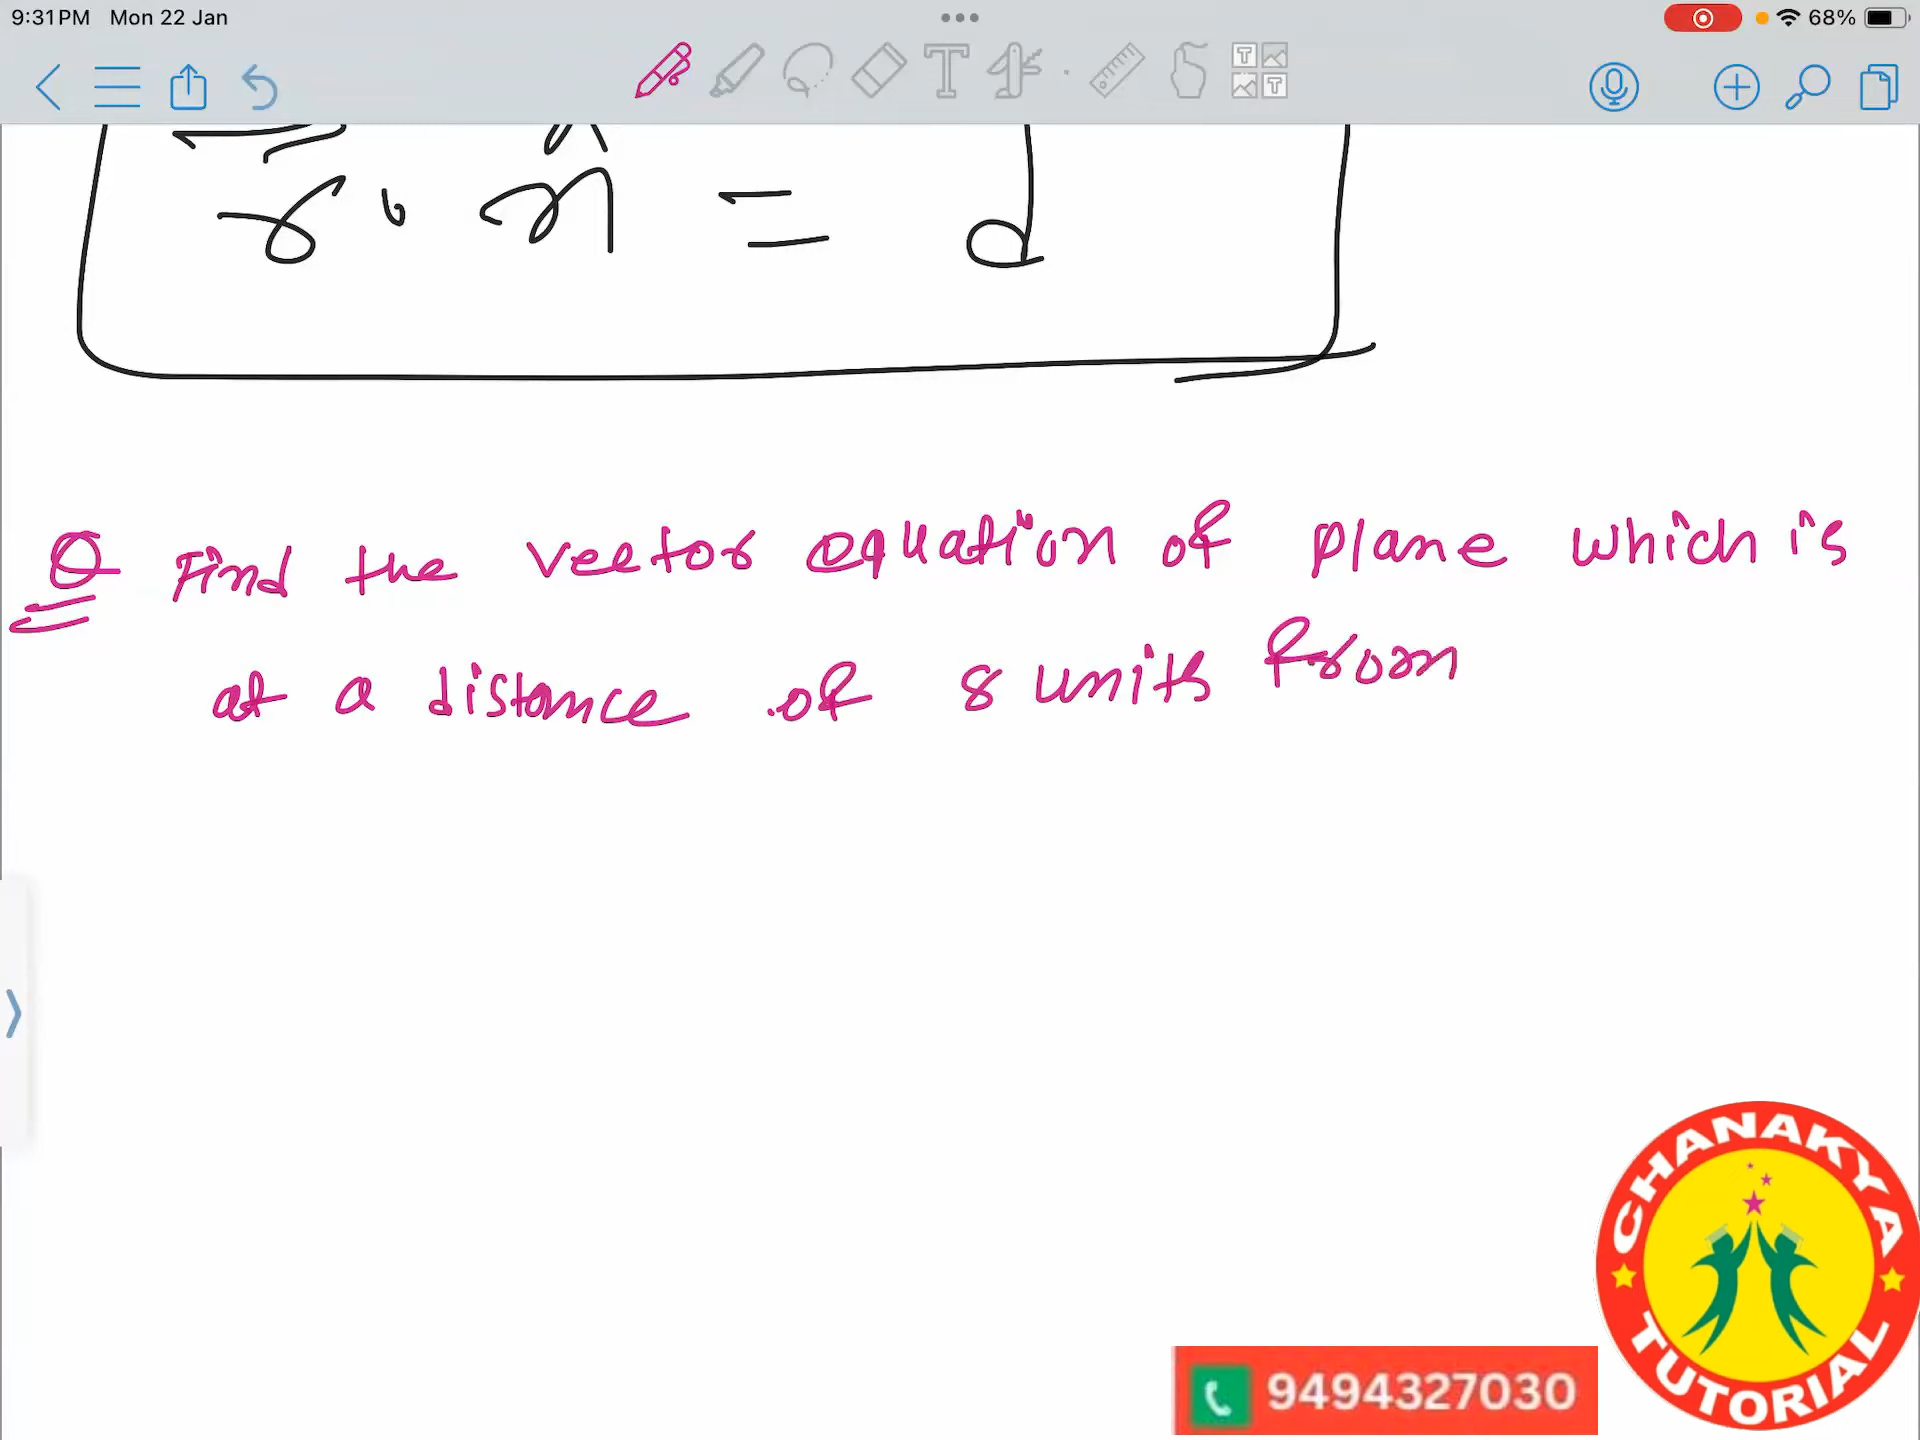 9:31 PM Mon 22 Jan
68%
r · n̂ = d
Q Find the vector equation of plane which is
at a distance of 8 units from
CHANAKYA TUTORIAL
9494327030